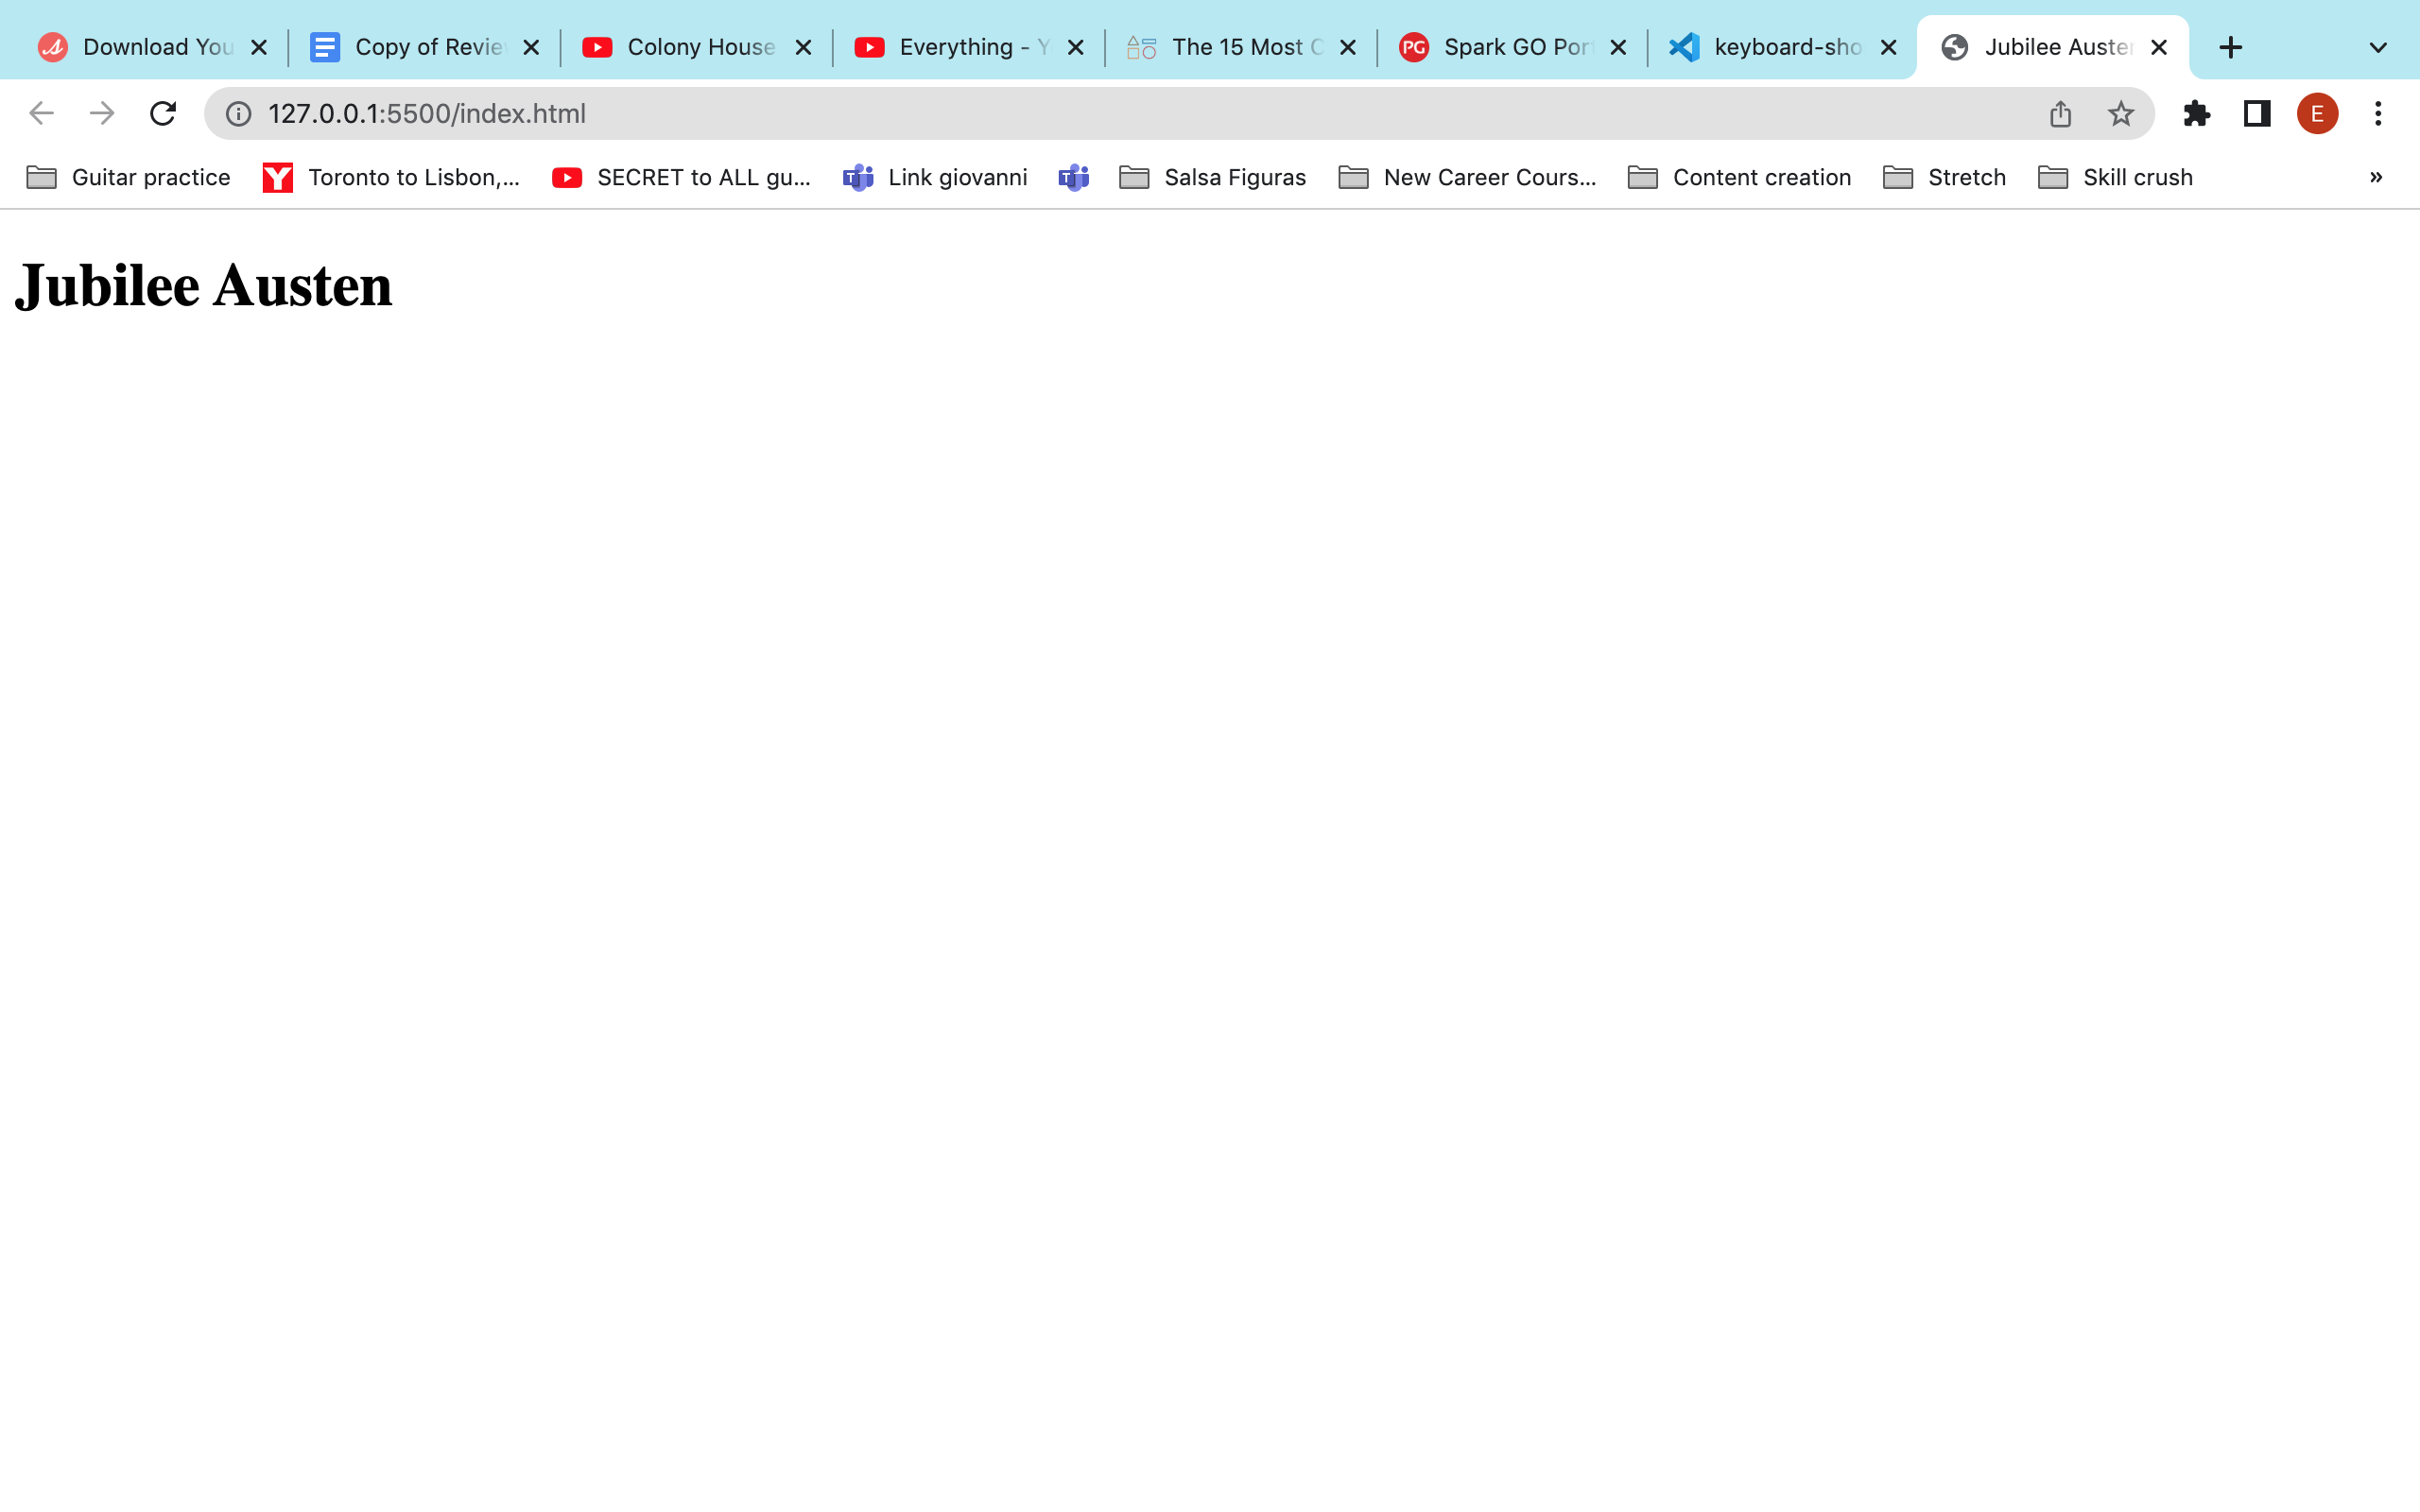 Download You
Copy of Revie
Colony House
Everything - Y
The 15 Most C
PG
Spark GO Por
keyboard-sho
Jubilee Austen
127.0.0.1:5500/index.html
E
Guitar practice
Y
Toronto to Lisbon,...
SECRET to ALL gu...
Link giovanni
Salsa Figuras
New Career Cours...
Content creation
Stretch
Skill crush
»
Jubilee Austen